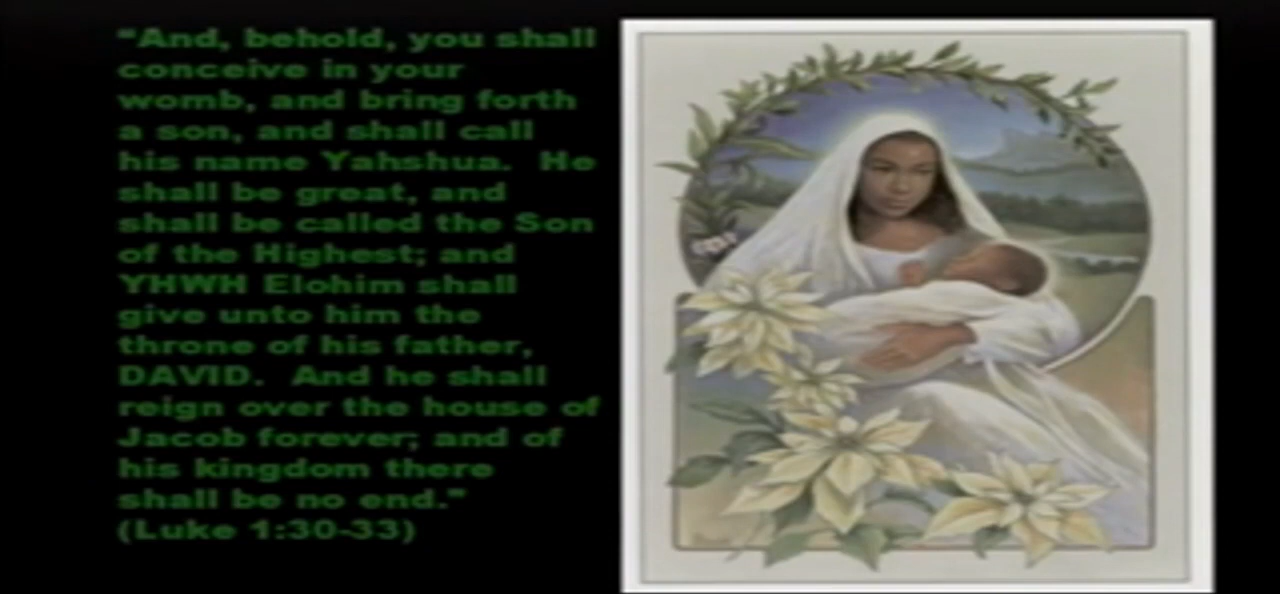 “And, behold, you shall
conceive in your
womb, and bring forth
a son, and shall call
his name Yahshua.  He
shall be great, and
shall be called the Son
of the Highest; and
YHWH Elohim shall
give unto him the
throne of his father,
DAVID.  And he shall
reign over the house of
Jacob forever; and of
his kingdom there
shall be no end.”
(Luke 1:30-33)